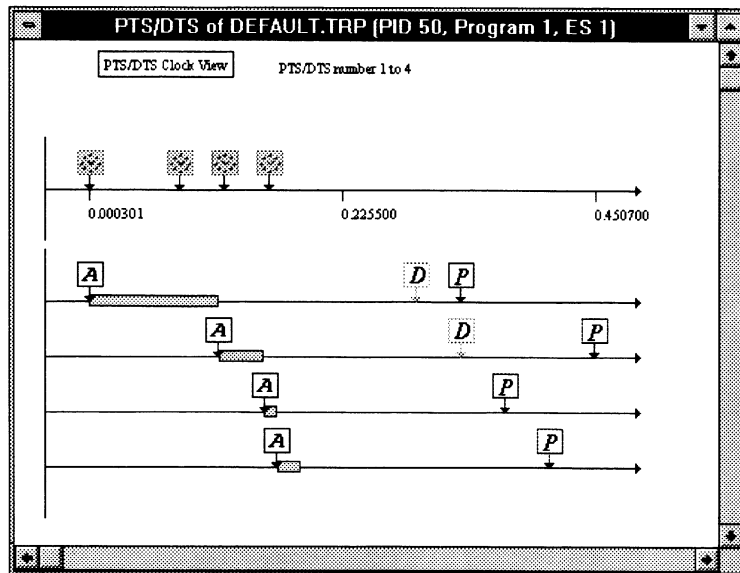 PTS/DTS of DEFAULT.TRP (PID 50, Program 1, ES 1)
PTS/DTS Clock View
PTS/DTS number 1 to 4
0.000301 0.225500 0.450700
A D P
A D P
A P
A P